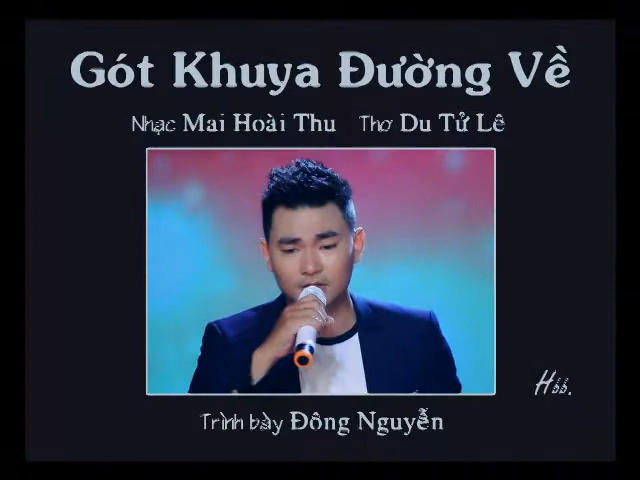 Gót Khuya Đường Về
Nhạc Mai Hoài Thu Thơ Du Tử Lê
Trình bày Đông Nguyễn